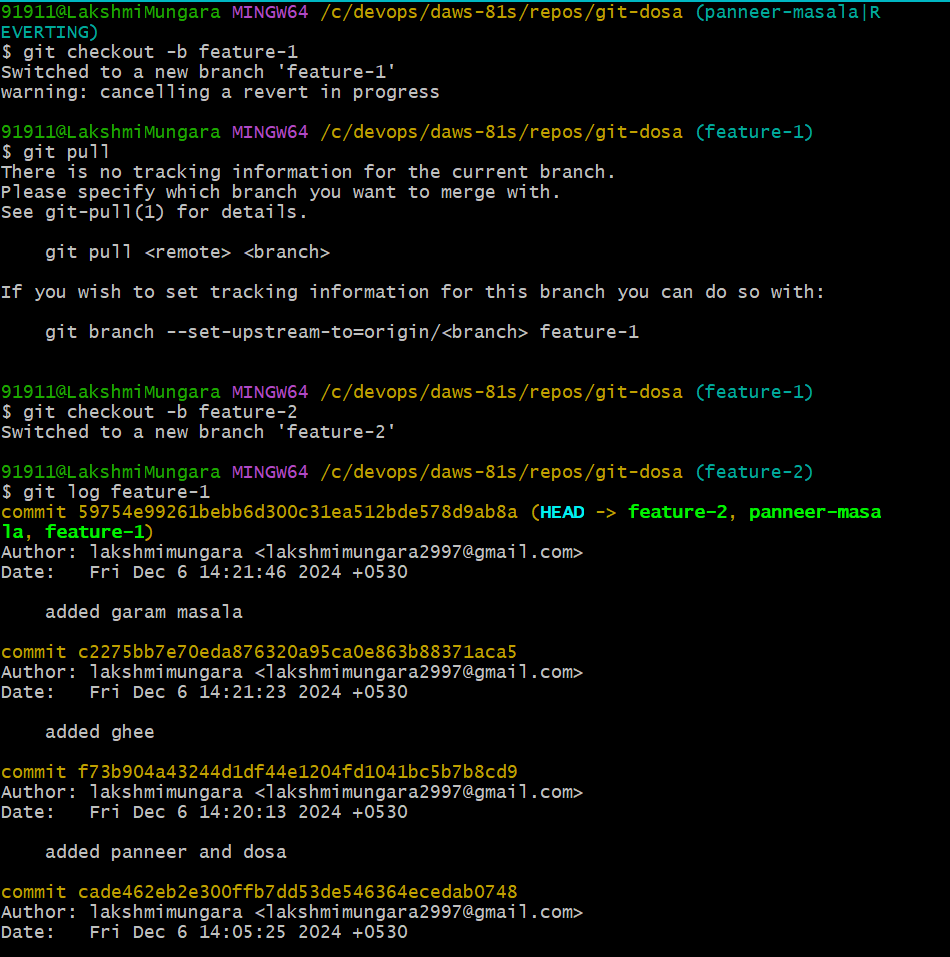 91911@LakshmiMungara MINGW64 /c/devops/daws-81s/repos/git-dosa (panneer-masala|R
EVERTING)
$ git checkout -b feature-1
Switched to a new branch 'feature-1'
warning: cancelling a revert in progress
91911@LakshmiMungara MINGW64 /c/devops/daws-81s/repos/git-dosa (feature-1)
$ git pull
There is no tracking information for the current branch.
Please specify which branch you want to merge with.
See git-pull(1) for details.
git pull <remote> <branch>
If you wish to set tracking information for this branch you can do so with:
git branch --set-upstream-to=origin/<branch> feature-1
91911@LakshmiMungara MINGW64 /c/devops/daws-81s/repos/git-dosa (feature-1)
$ git checkout -b feature-2
Switched to a new branch 'feature-2'
91911@LakshmiMungara MINGW64 /c/devops/daws-81s/repos/git-dosa (feature-2)
$ git log feature-1
commit 59754e99261bebb6d300c31ea512bde578d9ab8a (HEAD -> feature-2, panneer-masa
la, feature-1)
Author: lakshmimungara <lakshmimungara2997@gmail.com>
Date:   Fri Dec 6 14:21:46 2024 +0530
added garam masala
commit c2275bb7e70eda876320a95ca0e863b88371aca5
Author: lakshmimungara <lakshmimungara2997@gmail.com>
Date:   Fri Dec 6 14:21:23 2024 +0530
added ghee
commit f73b904a43244d1df44e1204fd1041bc5b7b8cd9
Author: lakshmimungara <lakshmimungara2997@gmail.com>
Date:   Fri Dec 6 14:20:13 2024 +0530
added panneer and dosa
commit cade462eb2e300ffb7dd53de546364ecedab0748
Author: lakshmimungara <lakshmimungara2997@gmail.com>
Date:   Fri Dec 6 14:05:25 2024 +0530